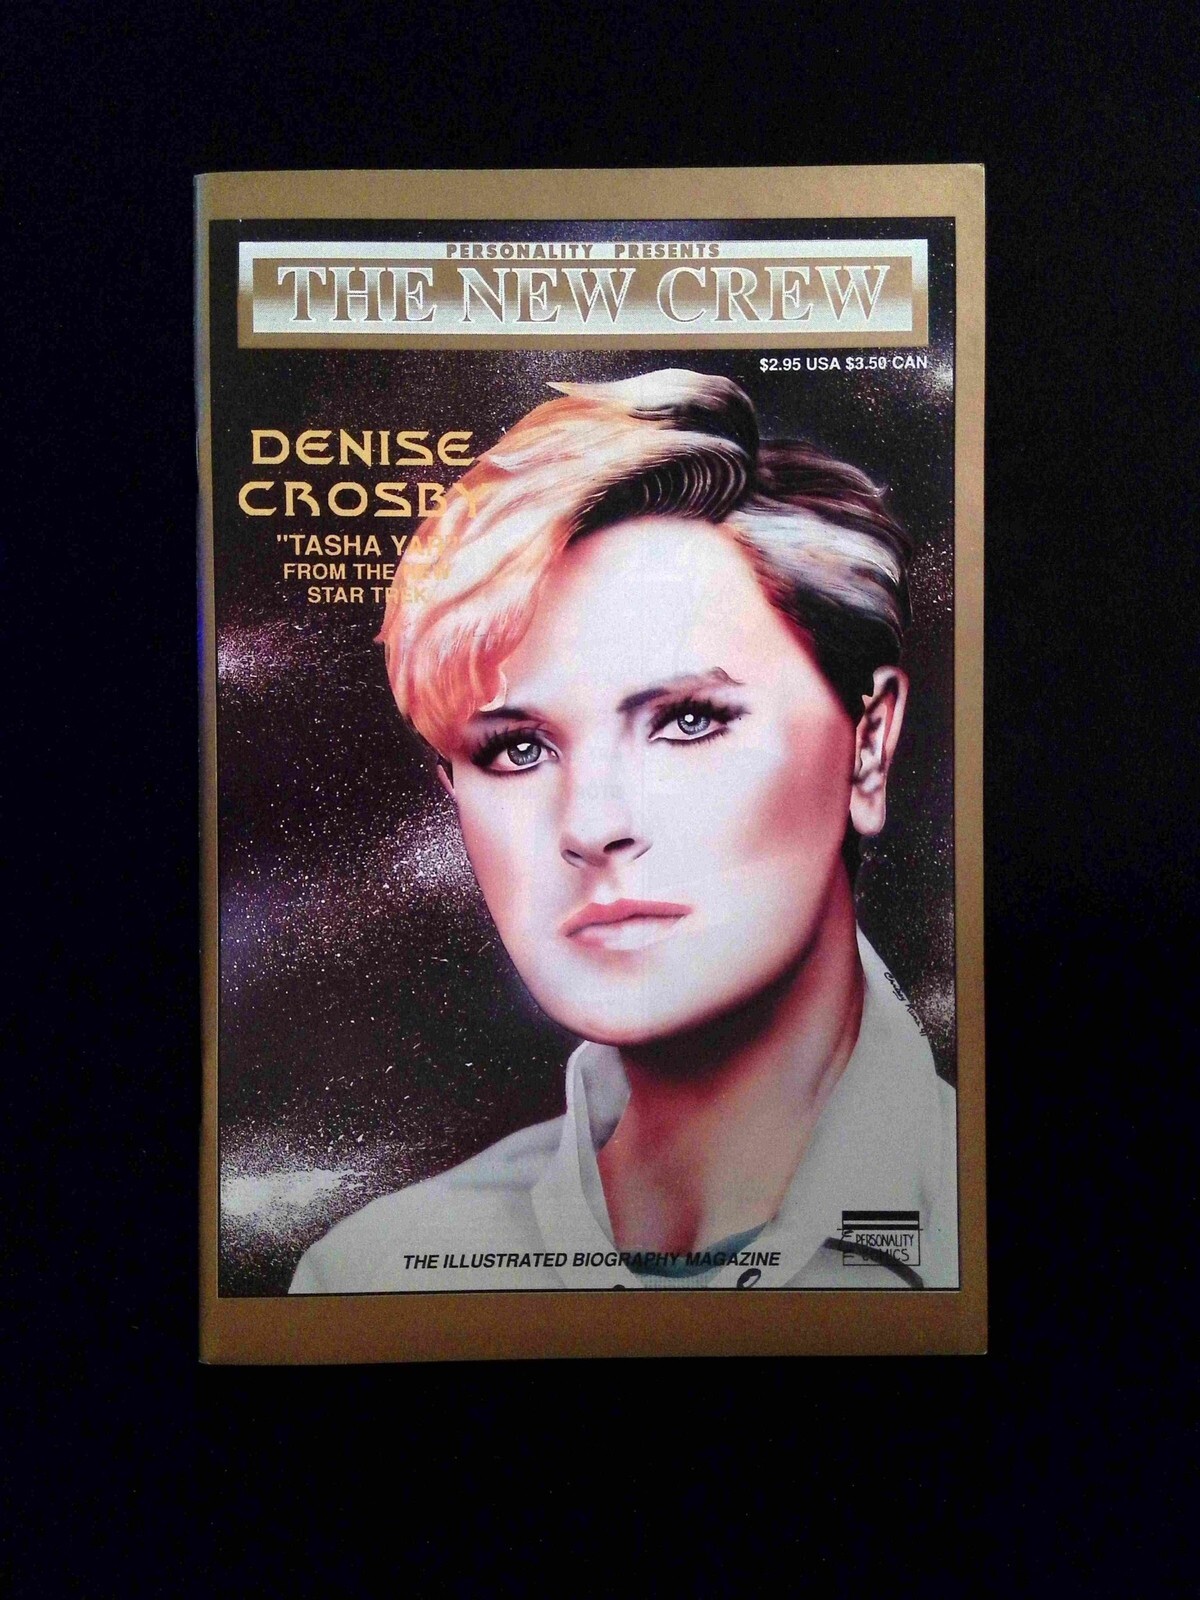 PERSONALITY PRESENTS
THE NEW CREW
$2.95 USA $3.50 CAN
DENISE
CROSBY
"TASHA YAR"
FROM THE NEW
STAR TREK
THE ILLUSTRATED BIOGRAPHY MAGAZINE
PERSONALITY
COMICS